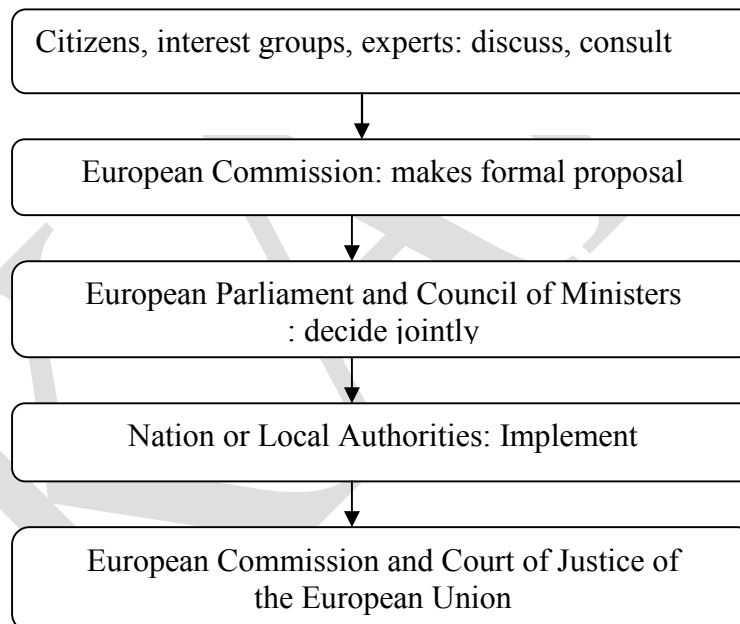 Citizens, interest groups, experts: discuss, consult
European Commission: makes formal proposal
European Parliament and Council of Ministers
: decide jointly
Nation or Local Authorities: Implement
European Commission and Court of Justice of
the European Union